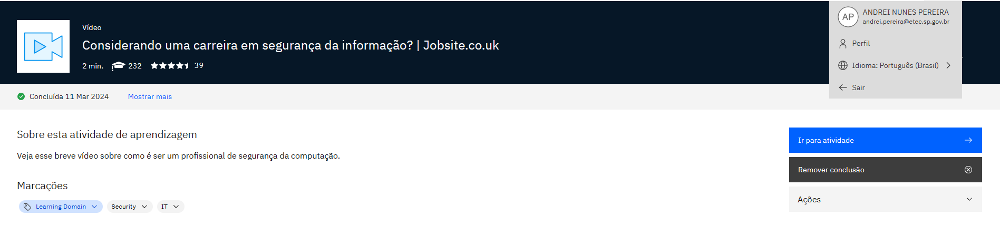 Vídeo
Considerando uma carreira em segurança da informação? | Jobsite.co.uk
2 min. 232 39
AP
ANDREI NUNES PEREIRA
andrei.pereira@etec.sp.gov.br
Perfil
Idioma: Português (Brasil)
Sair
Concluída 11 Mar 2024 Mostrar mais
Sobre esta atividade de aprendizagem
Veja esse breve vídeo sobre como é ser um profissional de segurança da computação.
Marcações
Learning Domain Security IT
Ir para atividade
Remover conclusão
Ações